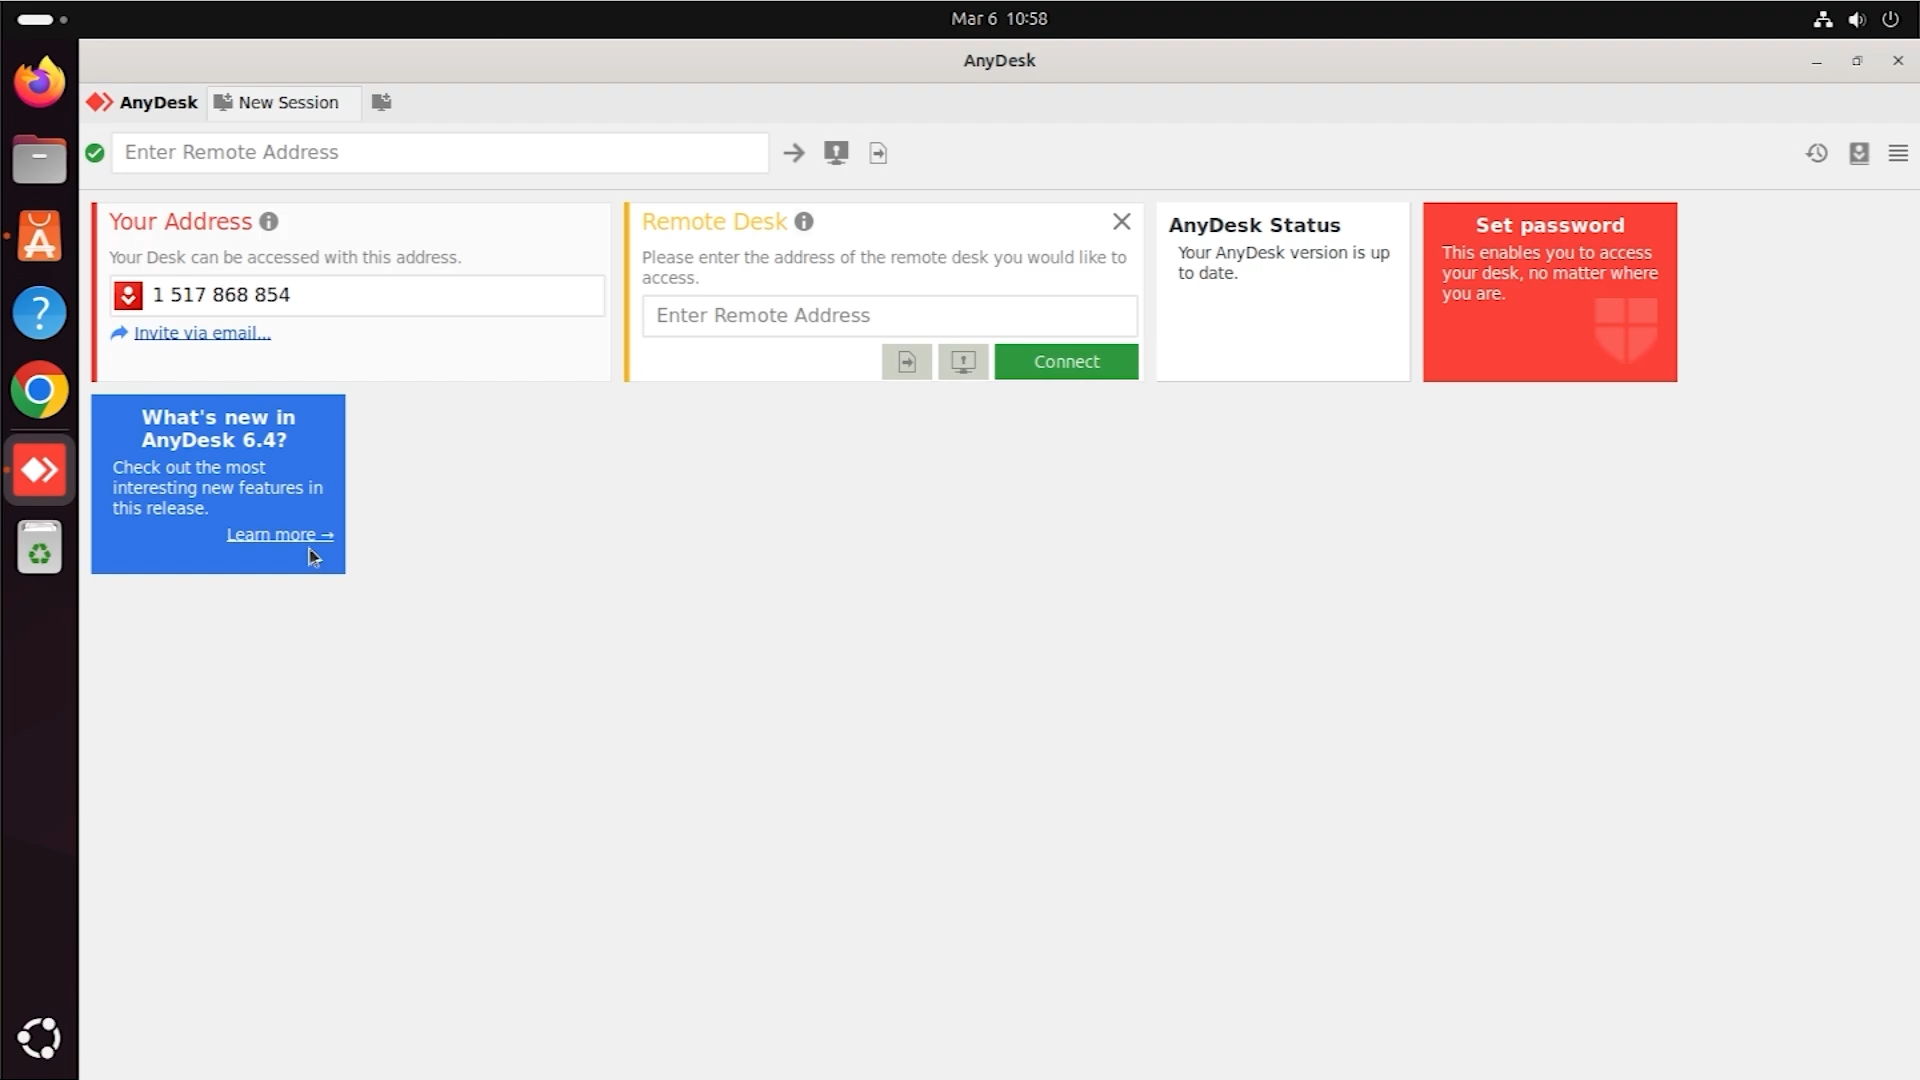 Mar 6 10:58
AnyDesk
AnyDesk
New Session
Enter Remote Address
Your Address
Your Desk can be accessed with this address.
1 517 868 854
Invite via email...
Remote Desk
Please enter the address of the remote desk you would like to
access.
Enter Remote Address
Connect
AnyDesk Status
Your AnyDesk version is up
to date.
Set password
This enables you to access
your desk, no matter where
you are.
What's new in
AnyDesk 6.4?
Check out the most
interesting new features in
this release.
Learn more →